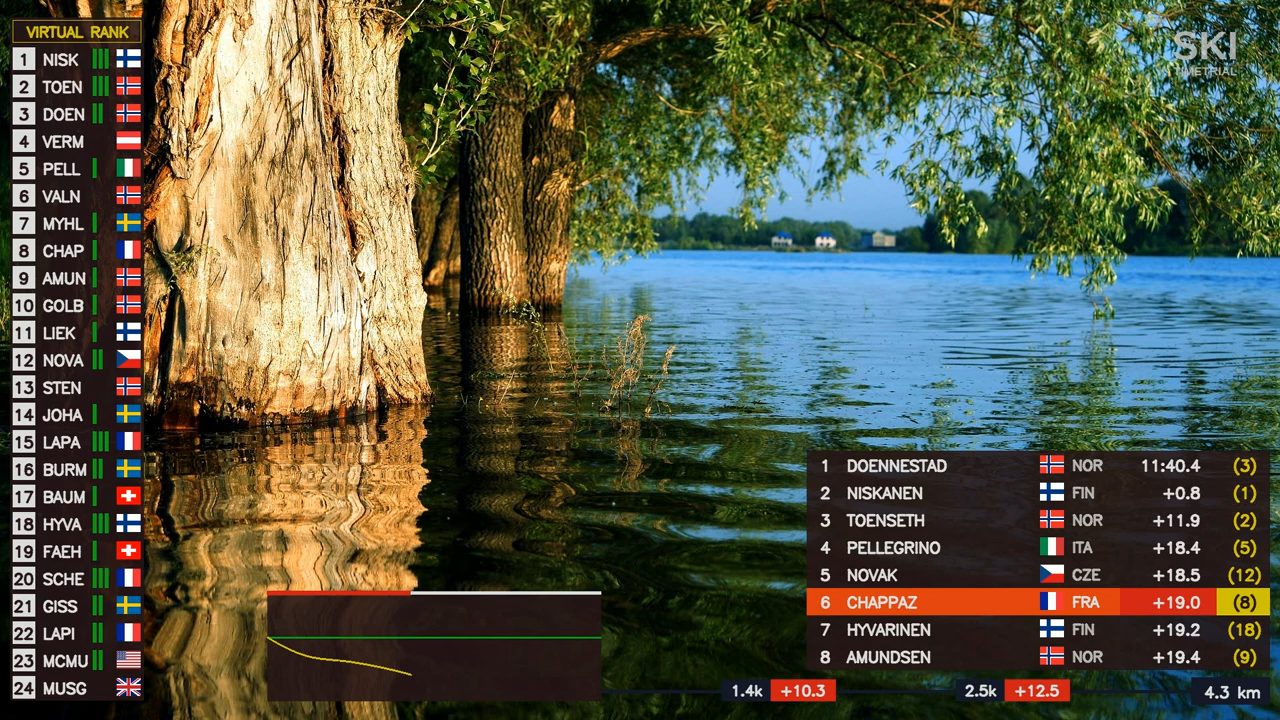 VIRTUAL RANK
1 NISK
2 TOEN
3 DOEN
4 VERM
5 PELL
6 VALN
7 MYHL
8 CHAP
9 AMUN
10 GOLB
11 LIEK
12 NOVA
13 STEN
14 JOHA
15 LAPA
16 BURM
17 BAUM
18 HYVA
19 FAEH
20 SCHE
21 GISS
22 LAPI
23 MCMU
24 MUSG
SKI
TIMETRIAL
1 DOENNESTAD NOR 11:40.4 (3)
2 NISKANEN FIN +0.8 (1)
3 TOENSETH NOR +11.9 (2)
4 PELLEGRINO ITA +18.4 (5)
5 NOVAK CZE +18.5 (12)
6 CHAPPAZ FRA +19.0 (8)
7 HYVARINEN FIN +19.2 (18)
8 AMUNDSEN NOR +19.4 (9)
1.4k +10.3 2.5k +12.5 4.3 km